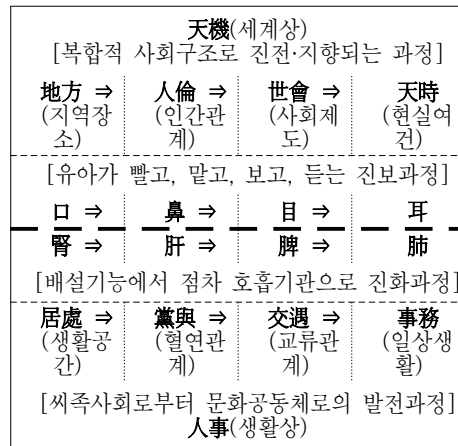 天機(세계상)
[복합적 사회구조로 진전·지향되는 과정]
地方 ⇒ 人倫 ⇒ 世會 ⇒ 天時
(지역장소) (인간관계) (사회제도) (현실여건)
[유아가 빨고, 맡고, 보고, 듣는 진보과정]
口 ⇒ 鼻 ⇒ 目 ⇒ 耳
腎 ⇒ 肝 ⇒ 脾 ⇒ 肺
[배설기능에서 점차 호흡기관으로 진화과정]
居處 ⇒ 黨與 ⇒ 交遇 ⇒ 事務
(생활공간) (혈연관계) (교류관계) (일상생활)
[씨족사회로부터 문화공동체로의 발전과정]
人事(생활상)